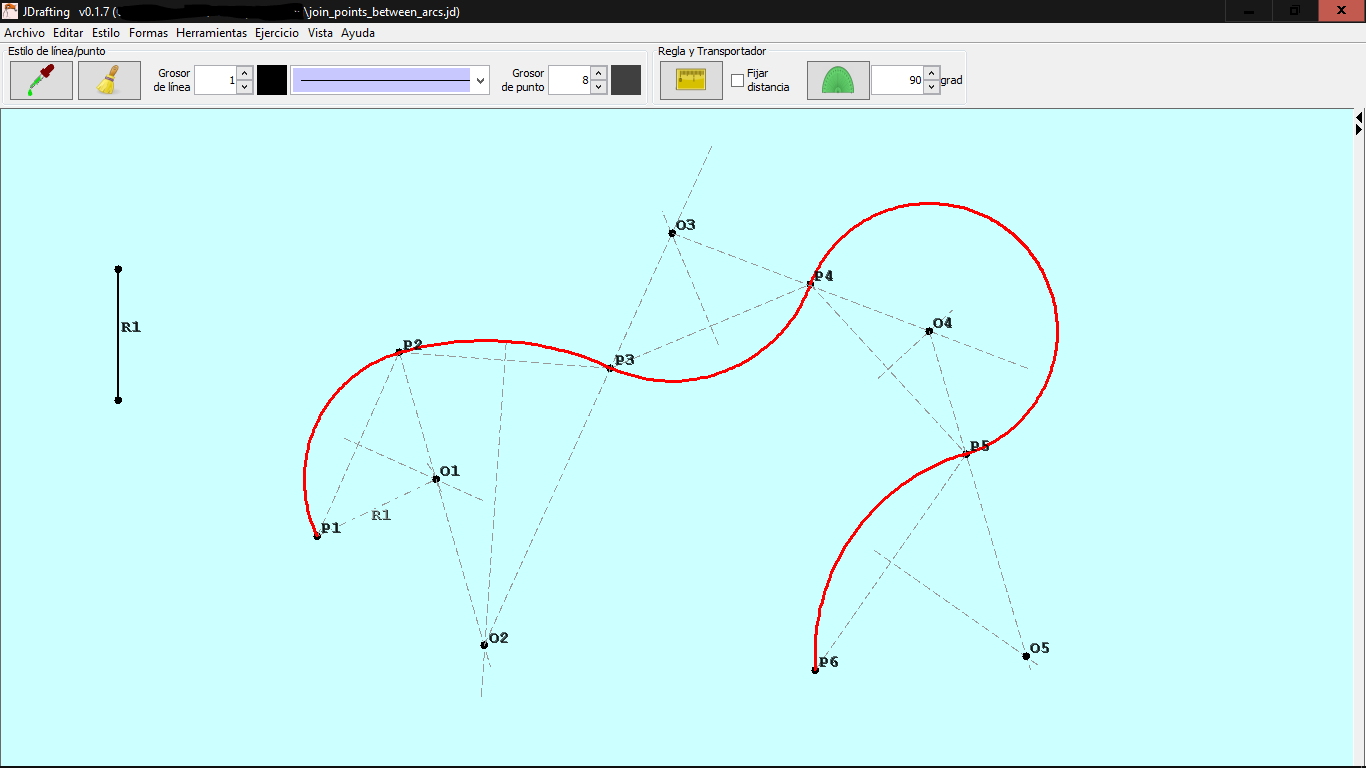 JDrafting v0.1.7 (
\join_points_between_arcs.jd)
Archivo Editar Estilo Formas Herramientas Ejercicio Vista Ayuda
Estilo de línea/punto
Grosor
de línea
1
Grosor
de punto
8
Regla y Transportador
Fijar
distancia
90
grad
O3
P4
O4
R1
P2
P3
P5
O1
R1
P1
O2
O5
P6